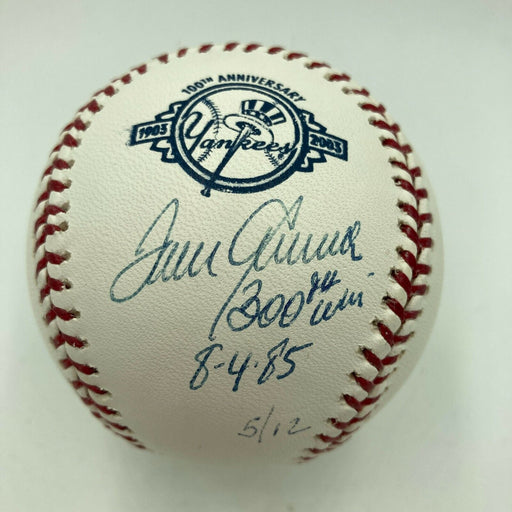 100TH ANNIVERSARY
1903 Yankees 2003
Tom Seaver
300th win
8-4-85
5/12